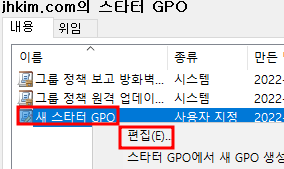 jhkim.com의 스타터 GPO
내용 위임
이름 종류 만든
그룹 정책 보고 방화벽... 시스템 2022-
그룹 정책 원격 업데이... 시스템 2022-
새 스타터 GPO 사용자 지정 2022-
편집(E)...
스타터 GPO에서 새 GPO 생성